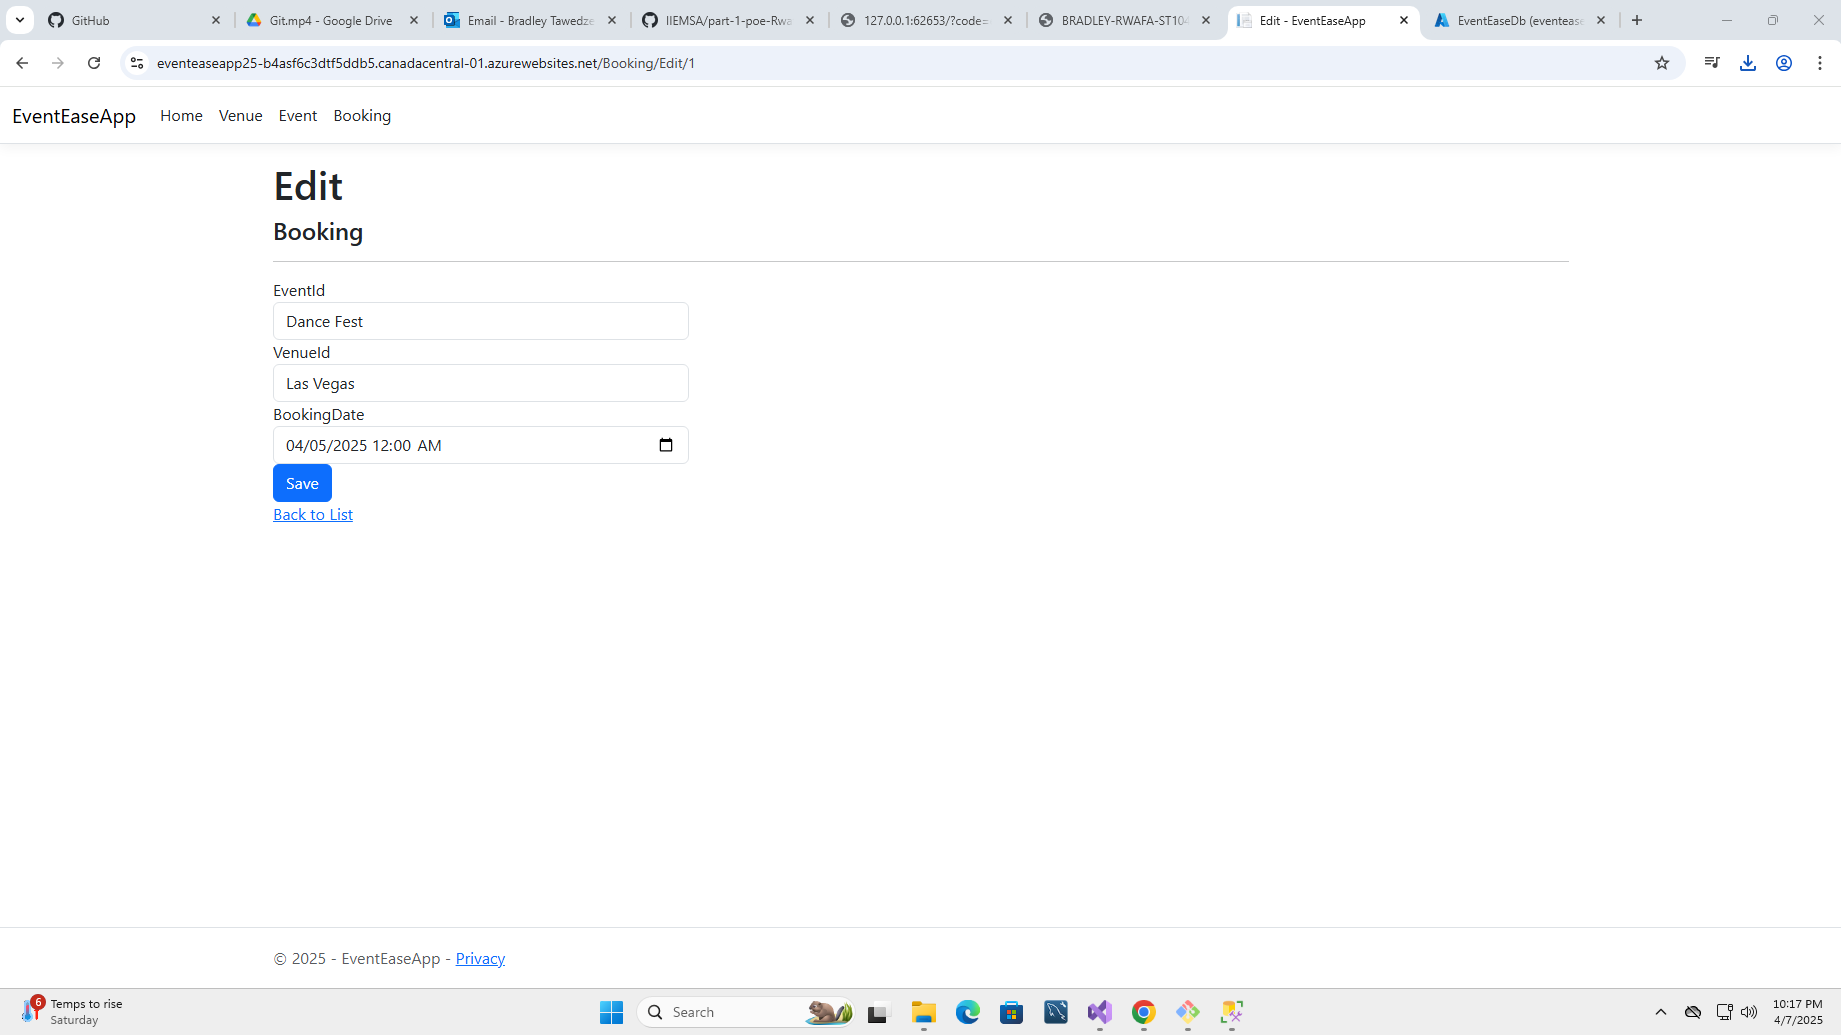 GitHub
Git.mp4 - Google Drive
Email - Bradley Tawedze
IIEMSA/part-1-poe-Rwa
127.0.0.1:62653/?code=
BRADLEY-RWAFA-ST104
Edit - EventEaseApp
EventEaseDb (eventease
eventeaseapp25-b4asf6c3dtf5ddb5.canadacentral-01.azurewebsites.net/Booking/Edit/1
EventEaseApp Home Venue Event Booking
Edit
Booking
EventId
Dance Fest
VenueId
Las Vegas
BookingDate
04/05/2025 12:00 AM
Save
Back to List
© 2025 - EventEaseApp - Privacy
6
Temps to rise
Saturday
Search
10:17 PM
4/7/2025